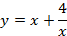 y = x + 4/x